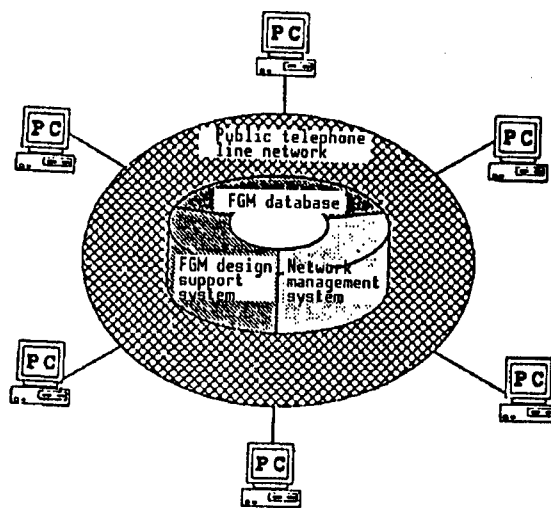 PC
PC
PC
Public telephone
line network
FGM database
FGM design
support
system
Network
management
system
PC
PC
PC